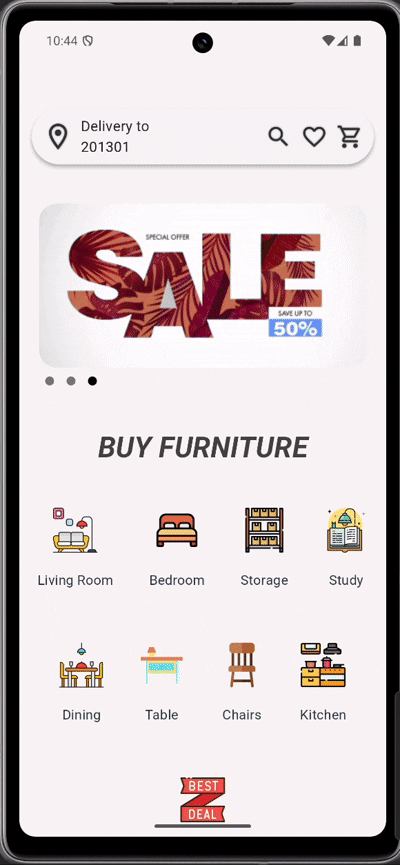 10:44
Delivery to
201301
SPECIAL OFFER
SALE
SAVE UP TO
50%
BUY FURNITURE
Living Room
Bedroom
Storage
Study
Dining
Table
Chairs
Kitchen
BEST
DEAL